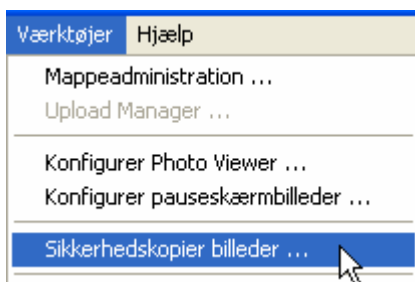 Værktøjer Hjælp
Mappeadministration ...
Upload Manager ...
Konfigurer Photo Viewer ...
Konfigurer pauseskærmbilleder ...
Sikkerhedskopier billeder ...